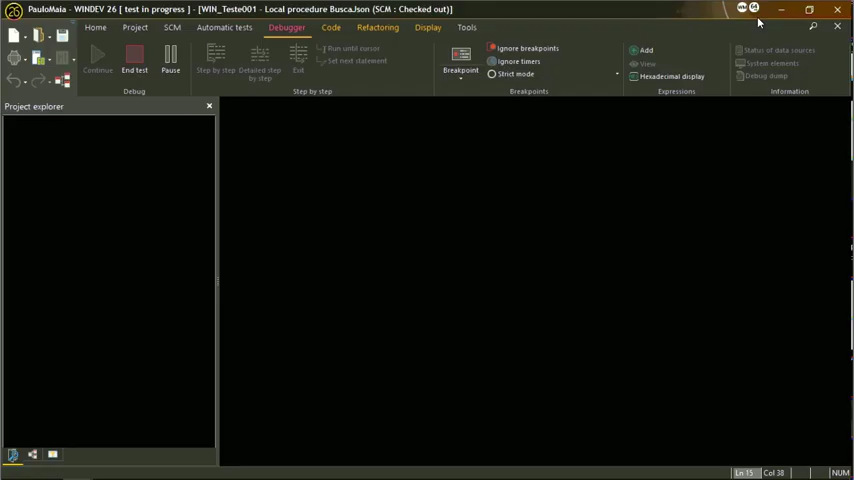 26 PauloMaia - WINDEV 26 [ test in progress ] - [WIN_Teste001 - Local procedure BuscaJson (SCM : Checked out)]
WM 64
Home Project SCM Automatic tests Debugger Code Refactoring Display Tools
Continue End test Pause
Step by step Detailed step by step Exit
Run until cursor
Set next statement
Breakpoint
Ignore breakpoints
Ignore timers
Strict mode
Add
View
Hexadecimal display
Status of data sources
System elements
Debug dump
Debug Step by step Breakpoints Expressions Information
Project explorer
Ln 15 Col 38 NUM